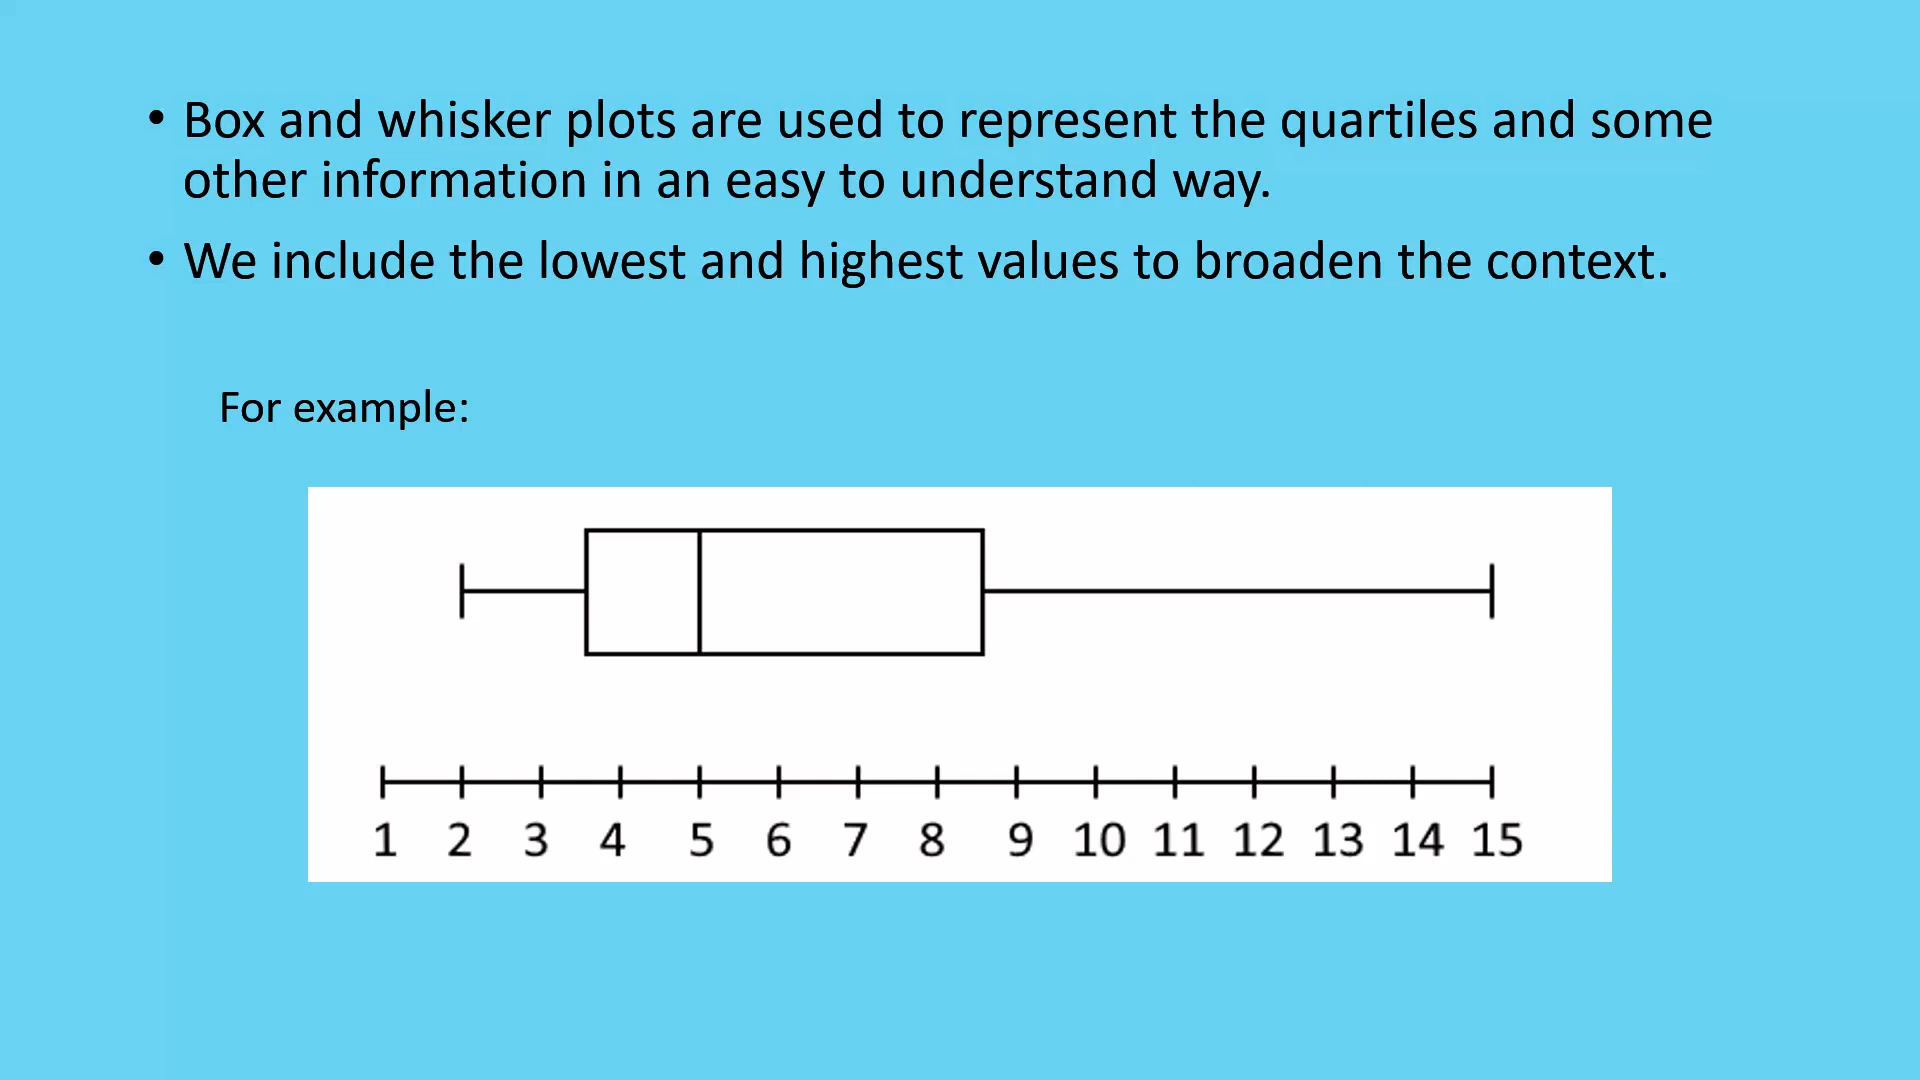 • Box and whisker plots are used to represent the quartiles and some
other information in an easy to understand way.
• We include the lowest and highest values to broaden the context.
For example:
1 2 3 4 5 6 7 8 9 10 11 12 13 14 15